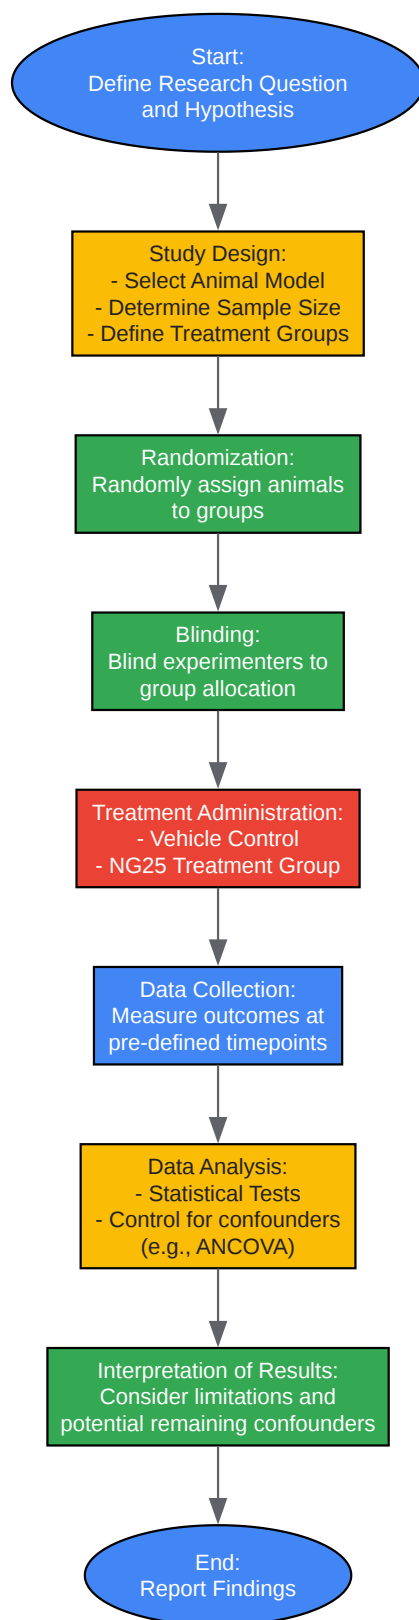 Start:
Define Research Question
and Hypothesis
Study Design:
- Select Animal Model
- Determine Sample Size
- Define Treatment Groups
Randomization:
Randomly assign animals
to groups
Blinding:
Blind experimenters to
group allocation
Treatment Administration:
- Vehicle Control
- NG25 Treatment Group
Data Collection:
Measure outcomes at
pre-defined timepoints
Data Analysis:
- Statistical Tests
- Control for confounders
(e.g., ANCOVA)
Interpretation of Results:
Consider limitations and
potential remaining confounders
End:
Report Findings